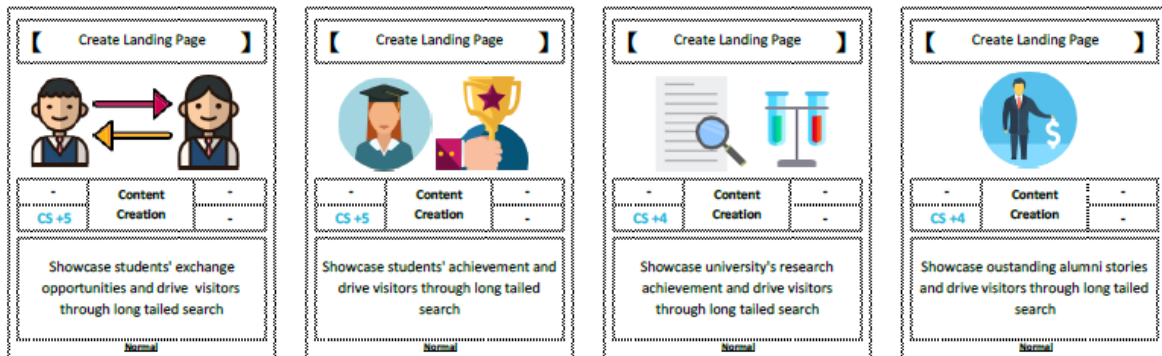 【 Create Landing Page 】
-
Content
Creation
-
CS +5
-
Showcase students' exchange
opportunities and drive visitors
through long tailed search
Normal
【 Create Landing Page 】
-
Content
Creation
-
CS +5
-
Showcase students' achievement and
drive visitors through long tailed
search
Normal
【 Create Landing Page 】
-
Content
Creation
-
CS +4
-
Showcase university's research
achievement and drive visitors
through long tailed search
Normal
【 Create Landing Page 】
$
-
Content
Creation
-
CS +4
-
Showcase oustanding alumni stories
and drive visitors through long tailed
search
Normal